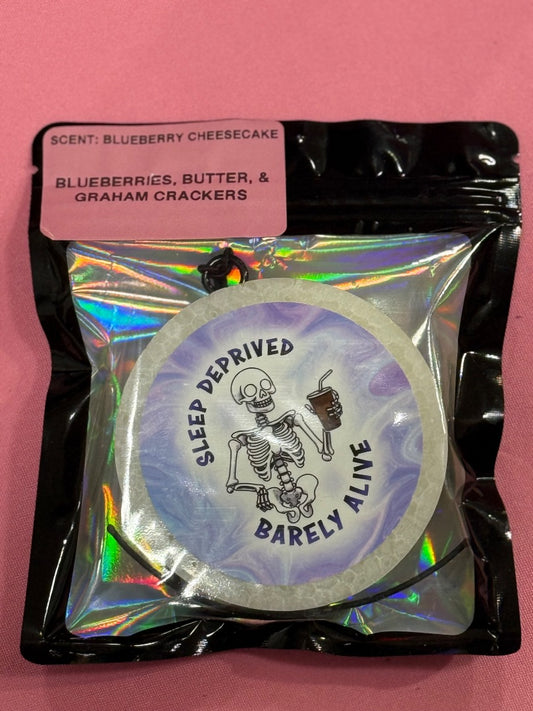 SCENT: BLUEBERRY CHEESECAKE
BLUEBERRIES, BUTTER, &
GRAHAM CRACKERS
SLEEP DEPRIVED
BARELY ALIVE